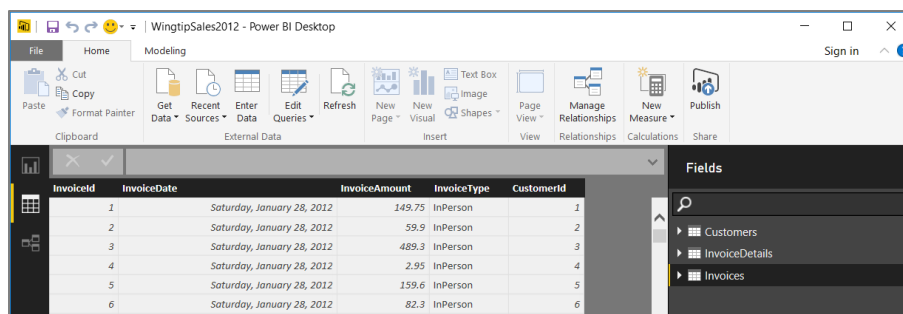 WingtipSales2012 - Power BI Desktop
File Home Modeling Sign in
Paste Cut Copy Format Painter
Get Data Recent Sources Enter Data Edit Queries Refresh
New Page New Visual Text Box Image Shapes
Page View Manage Relationships New Measure Publish
Clipboard External Data Insert View Relationships Calculations Share
Fields
InvoiceId InvoiceDate InvoiceAmount InvoiceType CustomerId
1 Saturday, January 28, 2012 149.75 InPerson 1
2 Saturday, January 28, 2012 59.9 InPerson 2
3 Saturday, January 28, 2012 489.3 InPerson 3
4 Saturday, January 28, 2012 2.95 InPerson 4
5 Saturday, January 28, 2012 159.6 InPerson 5
6 Saturday, January 28, 2012 82.3 InPerson 6
Customers
InvoiceDetails
Invoices